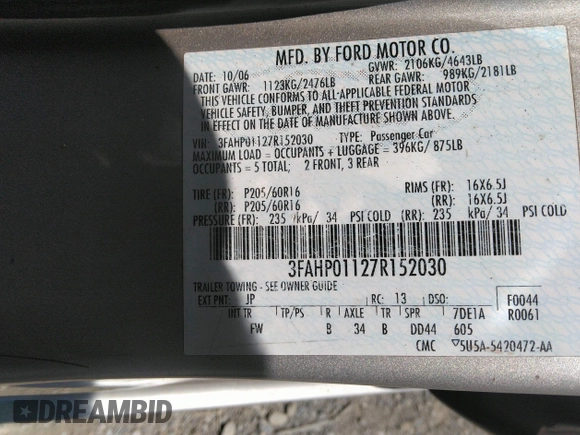 MFD. BY FORD MOTOR CO.
DATE: 10/06 GVWR: 2106KG/4643LB
FRONT GAWR: 1123KG/2476LB REAR GAWR: 989KG/2181LB
THIS VEHICLE CONFORMS TO ALL APPLICABLE FEDERAL MOTOR
VEHICLE SAFETY, BUMPER, AND THEFT PREVENTION STANDARDS
IN EFFECT ON THE DATE OF MANUFACTURE SHOWN ABOVE.
VIN: 3FAHP01127R152030 TYPE: Passenger Car
MAXIMUM LOAD = OCCUPANTS + LUGGAGE = 396KG/ 875LB
OCCUPANTS = 5 TOTAL; 2 FRONT, 3 REAR
TIRE (FR): P205/60R16 RIMS (FR): 16X6.5J
(RR): P205/60R16 (RR): 16X6.5J
PRESSURE (FR): 235 /kPa/ 34 PSI COLD (RR): 235 kPa/ 34 PSI COLD
3FAHP01127R152030
TRAILER TOWING - SEE OWNER GUIDE
EXT PNT: JP RC: 13 DSO: F0044
INT TR TP/PS R AXLE TR SPR 7DE1A R0061
FW B 34 B DD44 605
CMC ▽5U5A-5420472-AA
DREAMBID